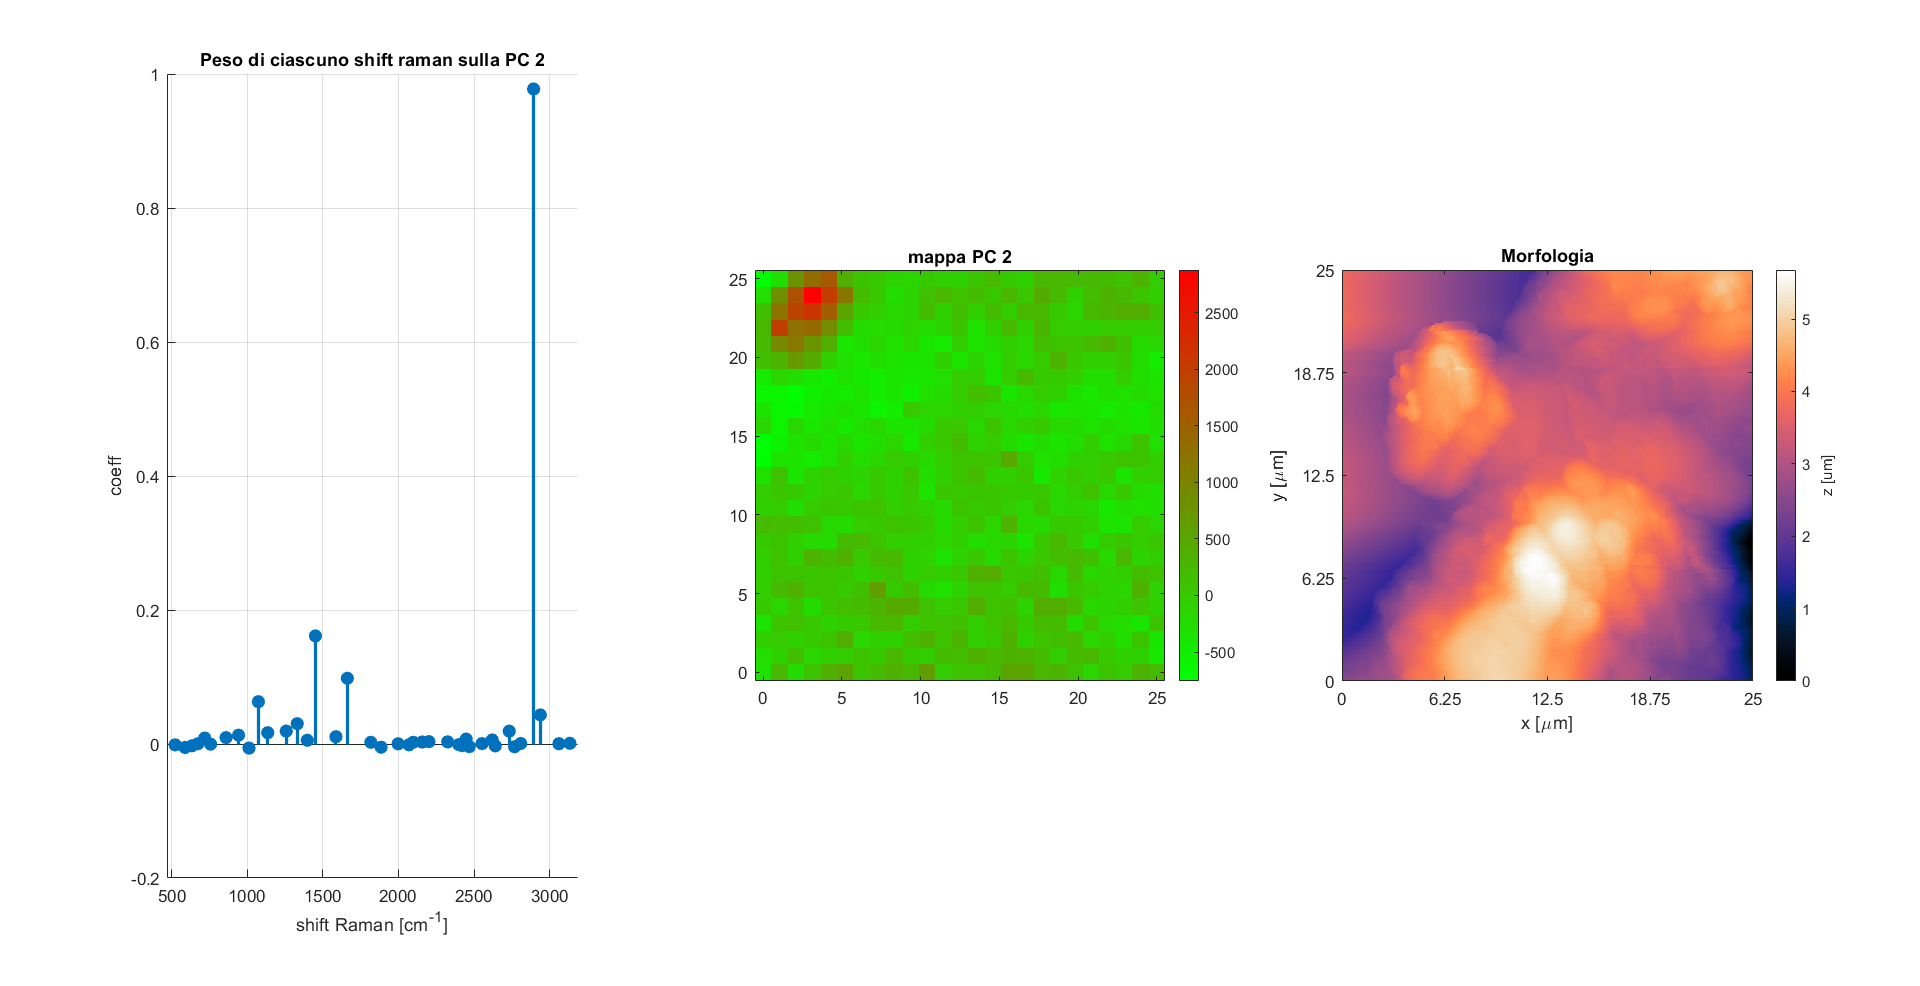 Peso di ciascuno shift raman sulla PC 2
1
0.8
0.6
0.4
0.2
0
-0.2
coeff
500 1000 1500 2000 2500 3000
shift Raman [cm-1]
mappa PC 2
25
20
15
10
5
0
0 5 10 15 20 25
2500
2000
1500
1000
500
0
-500
Morfologia
25
18.75
12.5
6.25
0
y [μm]
0 6.25 12.5 18.75 25
x [μm]
5
4
3
2
1
0
z [um]